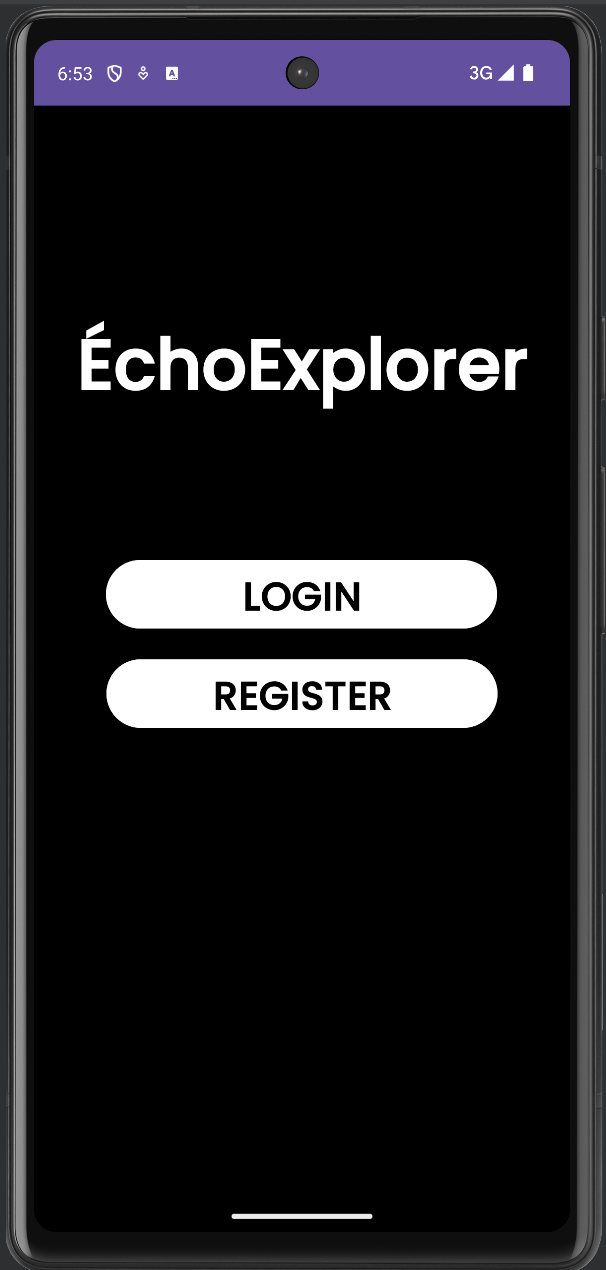 6:53 3G
ÉchoExplorer
LOGIN
REGISTER